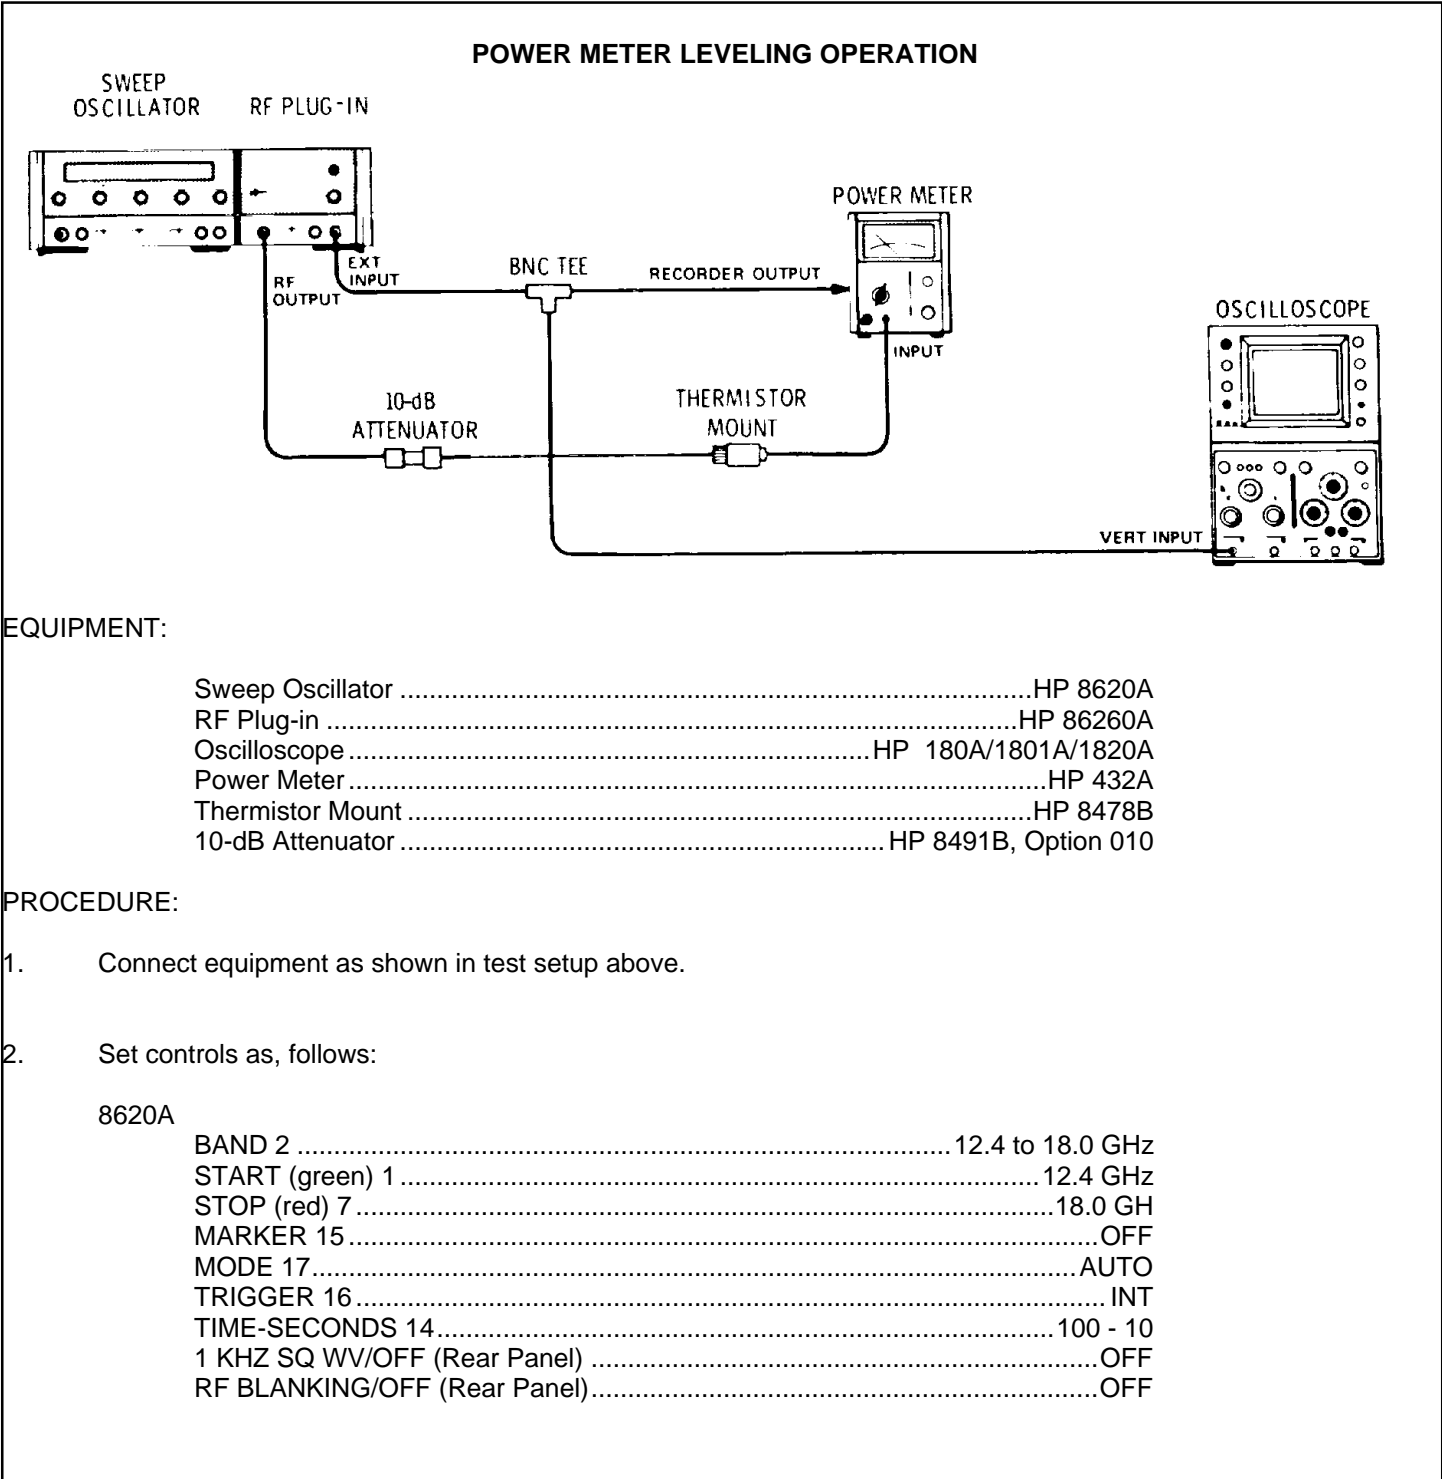 POWER METER LEVELING OPERATION
SWEEP
OSCILLATOR
RF PLUG-IN
POWER METER
EXT
INPUT
RF
OUTPUT
BNC TEE
RECORDER OUTPUT
INPUT
OSCILLOSCOPE
10-dB
ATTENUATOR
THERMISTOR
MOUNT
VERT INPUT
EQUIPMENT:
Sweep Oscillator ........................................................................................HP 8620A
RF Plug-in ................................................................................................HP 86260A
Oscilloscope ........................................................................HP  180A/1801A/1820A
Power Meter .................................................................................................HP 432A
Thermistor Mount ......................................................................................HP 8478B
10-dB Attenuator ................................................................... HP 8491B, Option 010
PROCEDURE:
1. Connect equipment as shown in test setup above.
2. Set controls as, follows:
8620A
BAND 2 ...........................................................................................12.4 to 18.0 GHz
START (green) 1 .........................................................................................12.4 GHz
STOP (red) 7 .................................................................................................18.0 GH
MARKER 15 ........................................................................................................OFF
MODE 17..........................................................................................................AUTO
TRIGGER 16 ........................................................................................................ INT
TIME-SECONDS 14.....................................................................................100 - 10
1 KHZ SQ WV/OFF (Rear Panel) ......................................................................OFF
RF BLANKING/OFF (Rear Panel)......................................................................OFF